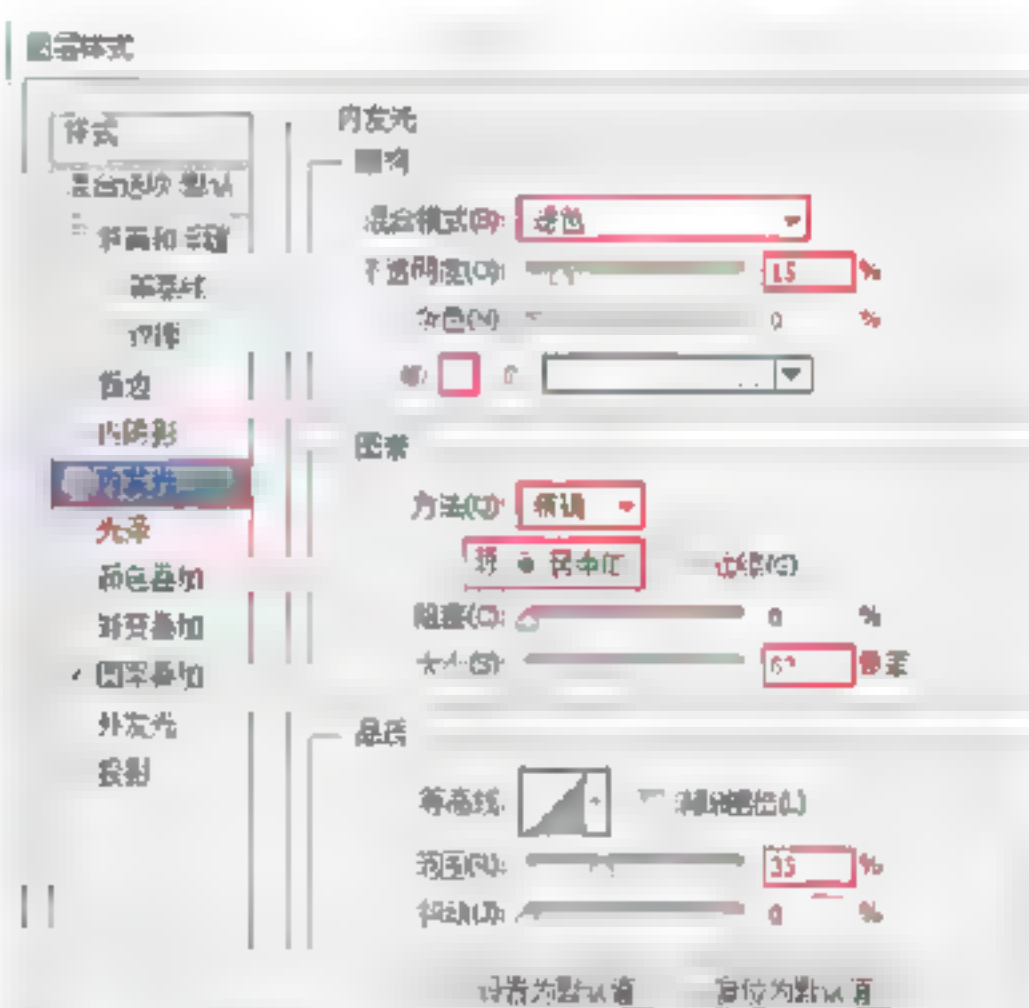 图层样式
样式
混合选项:默认
斜面和浮雕
等高线
纹理
描边
内阴影
内发光
光泽
颜色叠加
渐变叠加
图案叠加
外发光
投影
内发光
结构
混合模式(B): 滤色
不透明度(O): 15 %
杂色(N): 0 %
图素
方法(Q): 精确
源: 居中(E)
阻塞(C): 0 %
大小(S): 像素
品质
等高线: 消除锯齿(L)
范围(R): 35 %
抖动(J): 0 %
设置为默认值 复位为默认值